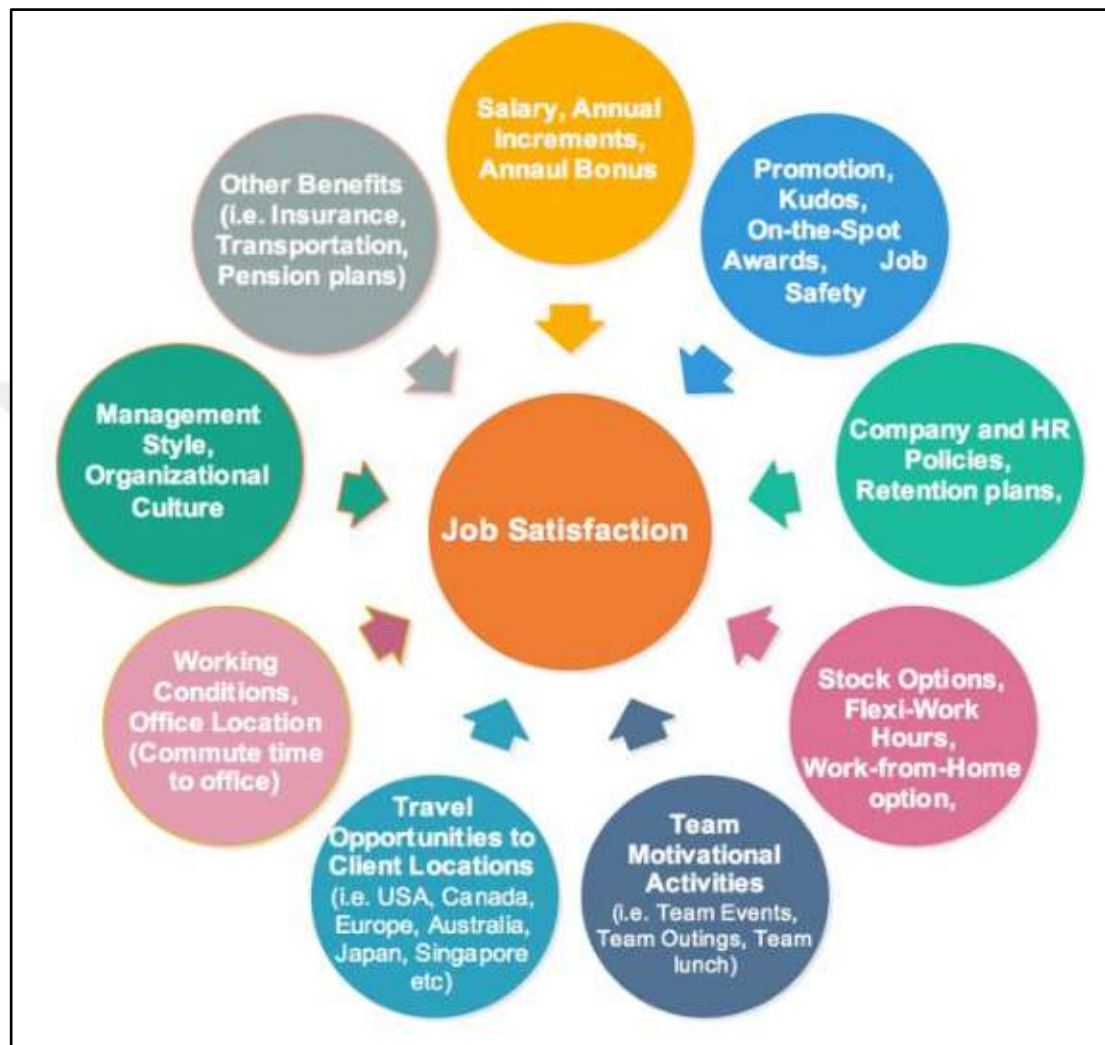 Salary, Annual
Increments,
Annaul Bonus
Promotion,
Kudos,
On-the-Spot
Awards, Job
Safety
Company and HR
Policies,
Retention plans,
Stock Options,
Flexi-Work
Hours,
Work-from-Home
option,
Team
Motivational
Activities
(i.e. Team Events,
Team Outings, Team
lunch)
Travel
Opportunities to
Client Locations
(i.e. USA, Canada,
Europe, Australia,
Japan, Singapore
etc)
Working
Conditions,
Office Location
(Commute time
to office)
Management
Style,
Organizational
Culture
Other Benefits
(i.e. Insurance,
Transportation,
Pension plans)
Job Satisfaction